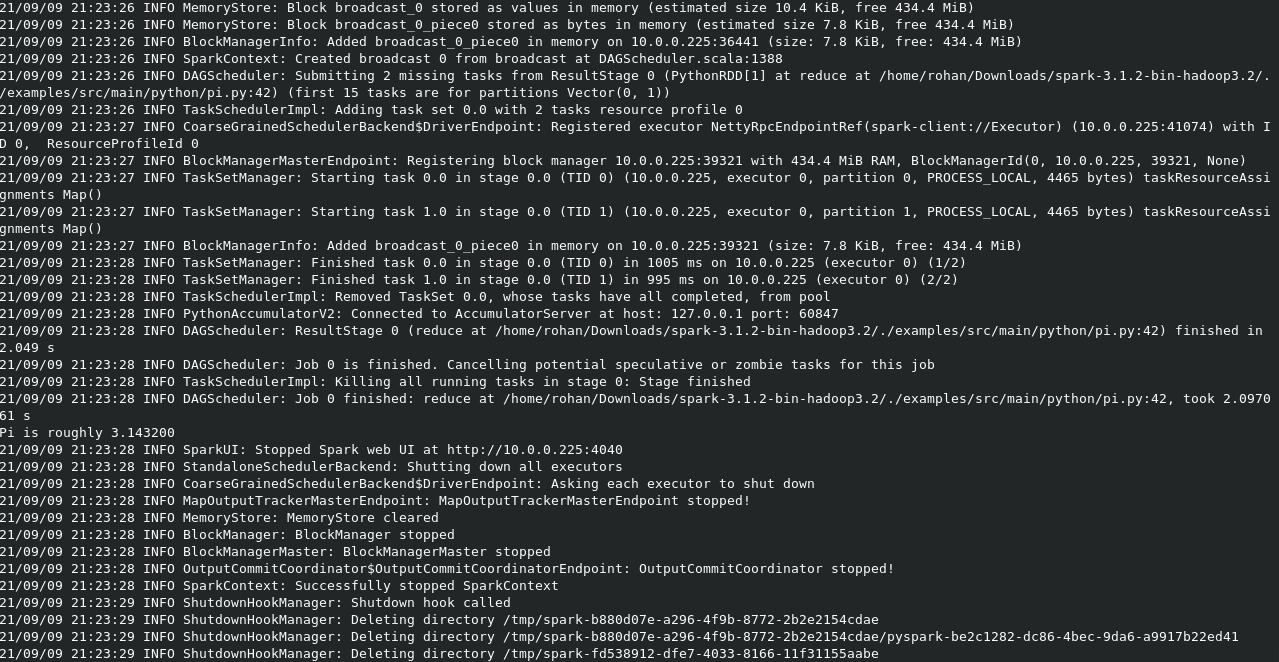 21/09/09 21:23:26 INFO MemoryStore: Block broadcast_0 stored as values in memory (estimated size 10.4 KiB, free 434.4 MiB)
21/09/09 21:23:26 INFO MemoryStore: Block broadcast_0_piece0 stored as bytes in memory (estimated size 7.8 KiB, free 434.4 MiB)
21/09/09 21:23:26 INFO BlockManagerInfo: Added broadcast_0_piece0 in memory on 10.0.0.225:36441 (size: 7.8 KiB, free: 434.4 MiB)
21/09/09 21:23:26 INFO SparkContext: Created broadcast 0 from broadcast at DAGScheduler.scala:1388
21/09/09 21:23:26 INFO DAGScheduler: Submitting 2 missing tasks from ResultStage 0 (PythonRDD[1] at reduce at /home/rohan/Downloads/spark-3.1.2-bin-hadoop3.2/.
/examples/src/main/python/pi.py:42) (first 15 tasks are for partitions Vector(0, 1))
21/09/09 21:23:26 INFO TaskSchedulerImpl: Adding task set 0.0 with 2 tasks resource profile 0
21/09/09 21:23:27 INFO CoarseGrainedSchedulerBackend$DriverEndpoint: Registered executor NettyRpcEndpointRef(spark-client://Executor) (10.0.0.225:41074) with I
D 0,  ResourceProfileId 0
21/09/09 21:23:27 INFO BlockManagerMasterEndpoint: Registering block manager 10.0.0.225:39321 with 434.4 MiB RAM, BlockManagerId(0, 10.0.0.225, 39321, None)
21/09/09 21:23:27 INFO TaskSetManager: Starting task 0.0 in stage 0.0 (TID 0) (10.0.0.225, executor 0, partition 0, PROCESS_LOCAL, 4465 bytes) taskResourceAssi
gnments Map()
21/09/09 21:23:27 INFO TaskSetManager: Starting task 1.0 in stage 0.0 (TID 1) (10.0.0.225, executor 0, partition 1, PROCESS_LOCAL, 4465 bytes) taskResourceAssi
gnments Map()
21/09/09 21:23:27 INFO BlockManagerInfo: Added broadcast_0_piece0 in memory on 10.0.0.225:39321 (size: 7.8 KiB, free: 434.4 MiB)
21/09/09 21:23:28 INFO TaskSetManager: Finished task 0.0 in stage 0.0 (TID 0) in 1005 ms on 10.0.0.225 (executor 0) (1/2)
21/09/09 21:23:28 INFO TaskSetManager: Finished task 1.0 in stage 0.0 (TID 1) in 995 ms on 10.0.0.225 (executor 0) (2/2)
21/09/09 21:23:28 INFO TaskSchedulerImpl: Removed TaskSet 0.0, whose tasks have all completed, from pool
21/09/09 21:23:28 INFO PythonAccumulatorV2: Connected to AccumulatorServer at host: 127.0.0.1 port: 60847
21/09/09 21:23:28 INFO DAGScheduler: ResultStage 0 (reduce at /home/rohan/Downloads/spark-3.1.2-bin-hadoop3.2/./examples/src/main/python/pi.py:42) finished in
2.049 s
21/09/09 21:23:28 INFO DAGScheduler: Job 0 is finished. Cancelling potential speculative or zombie tasks for this job
21/09/09 21:23:28 INFO TaskSchedulerImpl: Killing all running tasks in stage 0: Stage finished
21/09/09 21:23:28 INFO DAGScheduler: Job 0 finished: reduce at /home/rohan/Downloads/spark-3.1.2-bin-hadoop3.2/./examples/src/main/python/pi.py:42, took 2.0970
61 s
Pi is roughly 3.143200
21/09/09 21:23:28 INFO SparkUI: Stopped Spark web UI at http://10.0.0.225:4040
21/09/09 21:23:28 INFO StandaloneSchedulerBackend: Shutting down all executors
21/09/09 21:23:28 INFO CoarseGrainedSchedulerBackend$DriverEndpoint: Asking each executor to shut down
21/09/09 21:23:28 INFO MapOutputTrackerMasterEndpoint: MapOutputTrackerMasterEndpoint stopped!
21/09/09 21:23:28 INFO MemoryStore: MemoryStore cleared
21/09/09 21:23:28 INFO BlockManager: BlockManager stopped
21/09/09 21:23:28 INFO BlockManagerMaster: BlockManagerMaster stopped
21/09/09 21:23:28 INFO OutputCommitCoordinator$OutputCommitCoordinatorEndpoint: OutputCommitCoordinator stopped!
21/09/09 21:23:28 INFO SparkContext: Successfully stopped SparkContext
21/09/09 21:23:29 INFO ShutdownHookManager: Shutdown hook called
21/09/09 21:23:29 INFO ShutdownHookManager: Deleting directory /tmp/spark-b880d07e-a296-4f9b-8772-2b2e2154cdae
21/09/09 21:23:29 INFO ShutdownHookManager: Deleting directory /tmp/spark-b880d07e-a296-4f9b-8772-2b2e2154cdae/pyspark-be2c1282-dc86-4bec-9da6-a9917b22ed41
21/09/09 21:23:29 INFO ShutdownHookManager: Deleting directory /tmp/spark-fd538912-dfe7-4033-8166-11f31155aabe